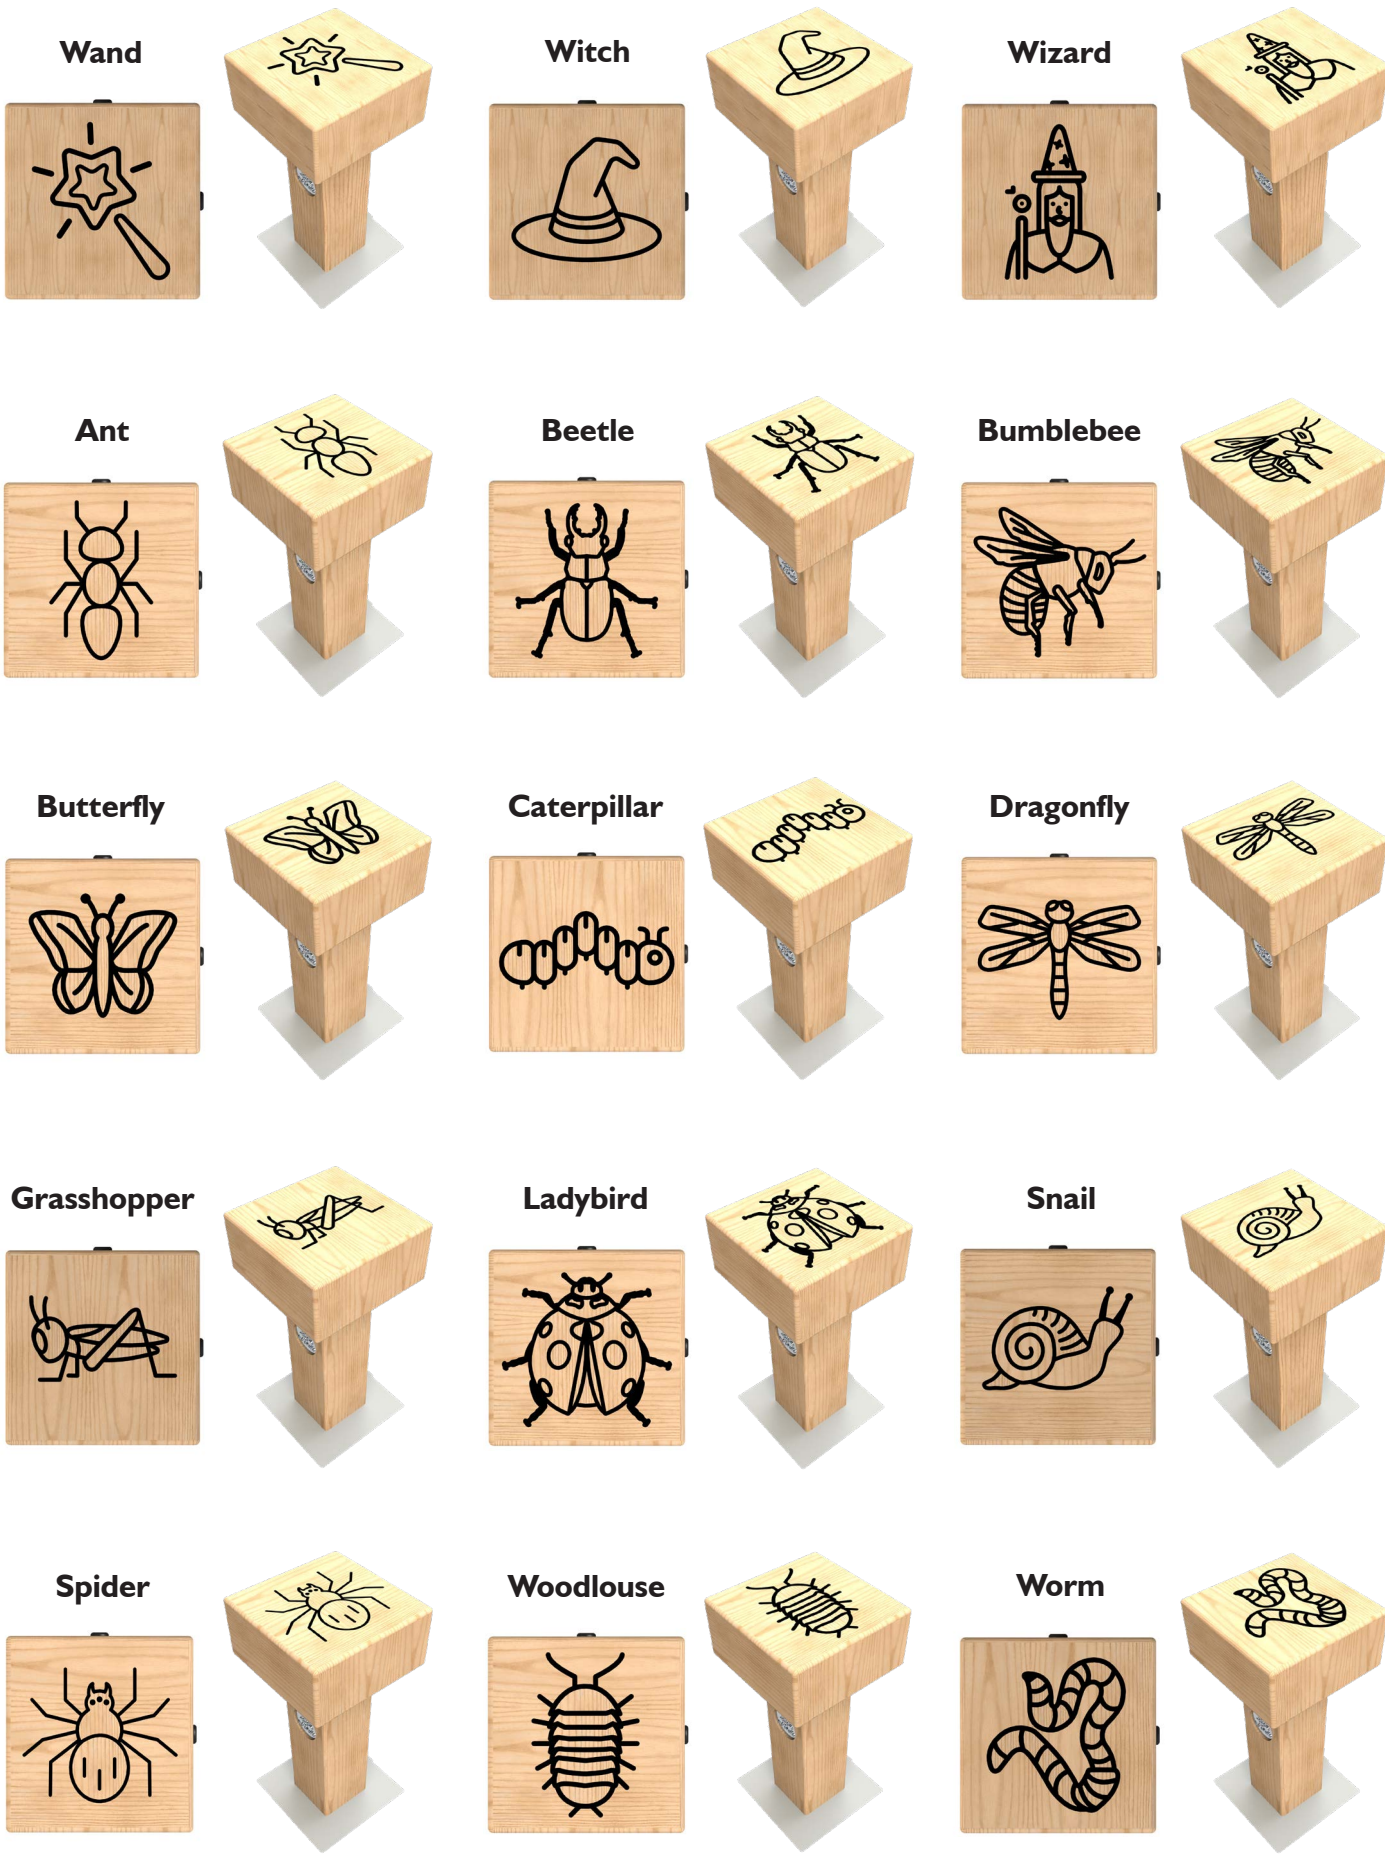 Wand
Witch
Wizard
Ant
Beetle
Bumblebee
Butterfly
Caterpillar
Dragonfly
Grasshopper
Ladybird
Snail
Spider
Woodlouse
Worm